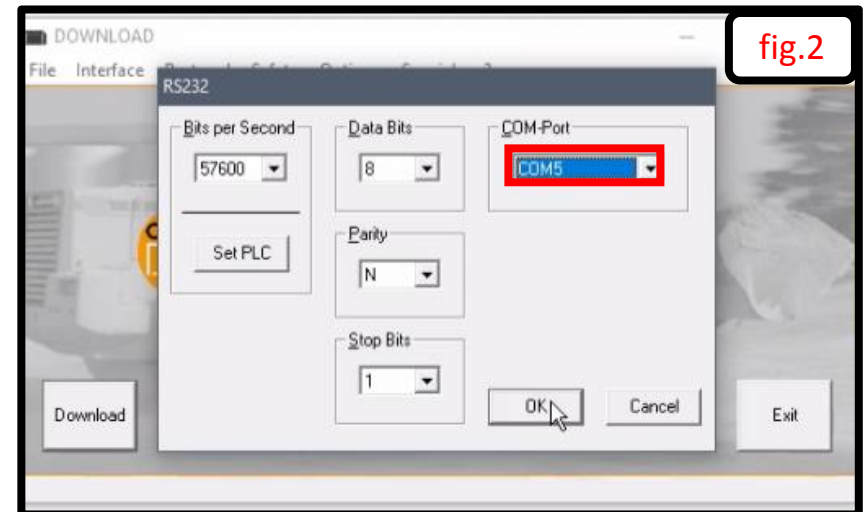 DOWNLOAD
fig.2
File Interface
RS232
Bits per Second
Data Bits
COM-Port
57600
8
COM5
Set PLC
Parity
N
Stop Bits
1
Download
OK
Cancel
Exit